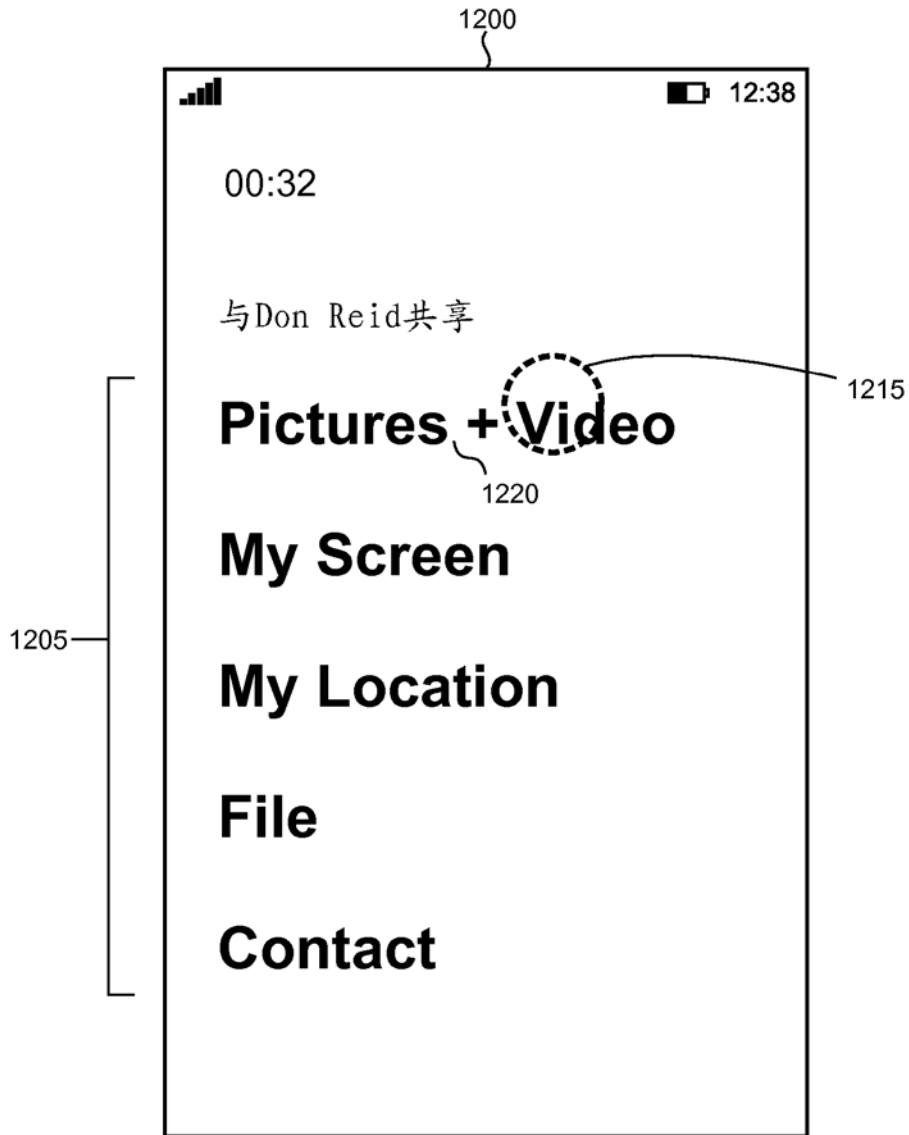 1200
12:38
00:32
与Don Reid共享
1215
Pictures + Video
1220
My Screen
1205
My Location
File
Contact